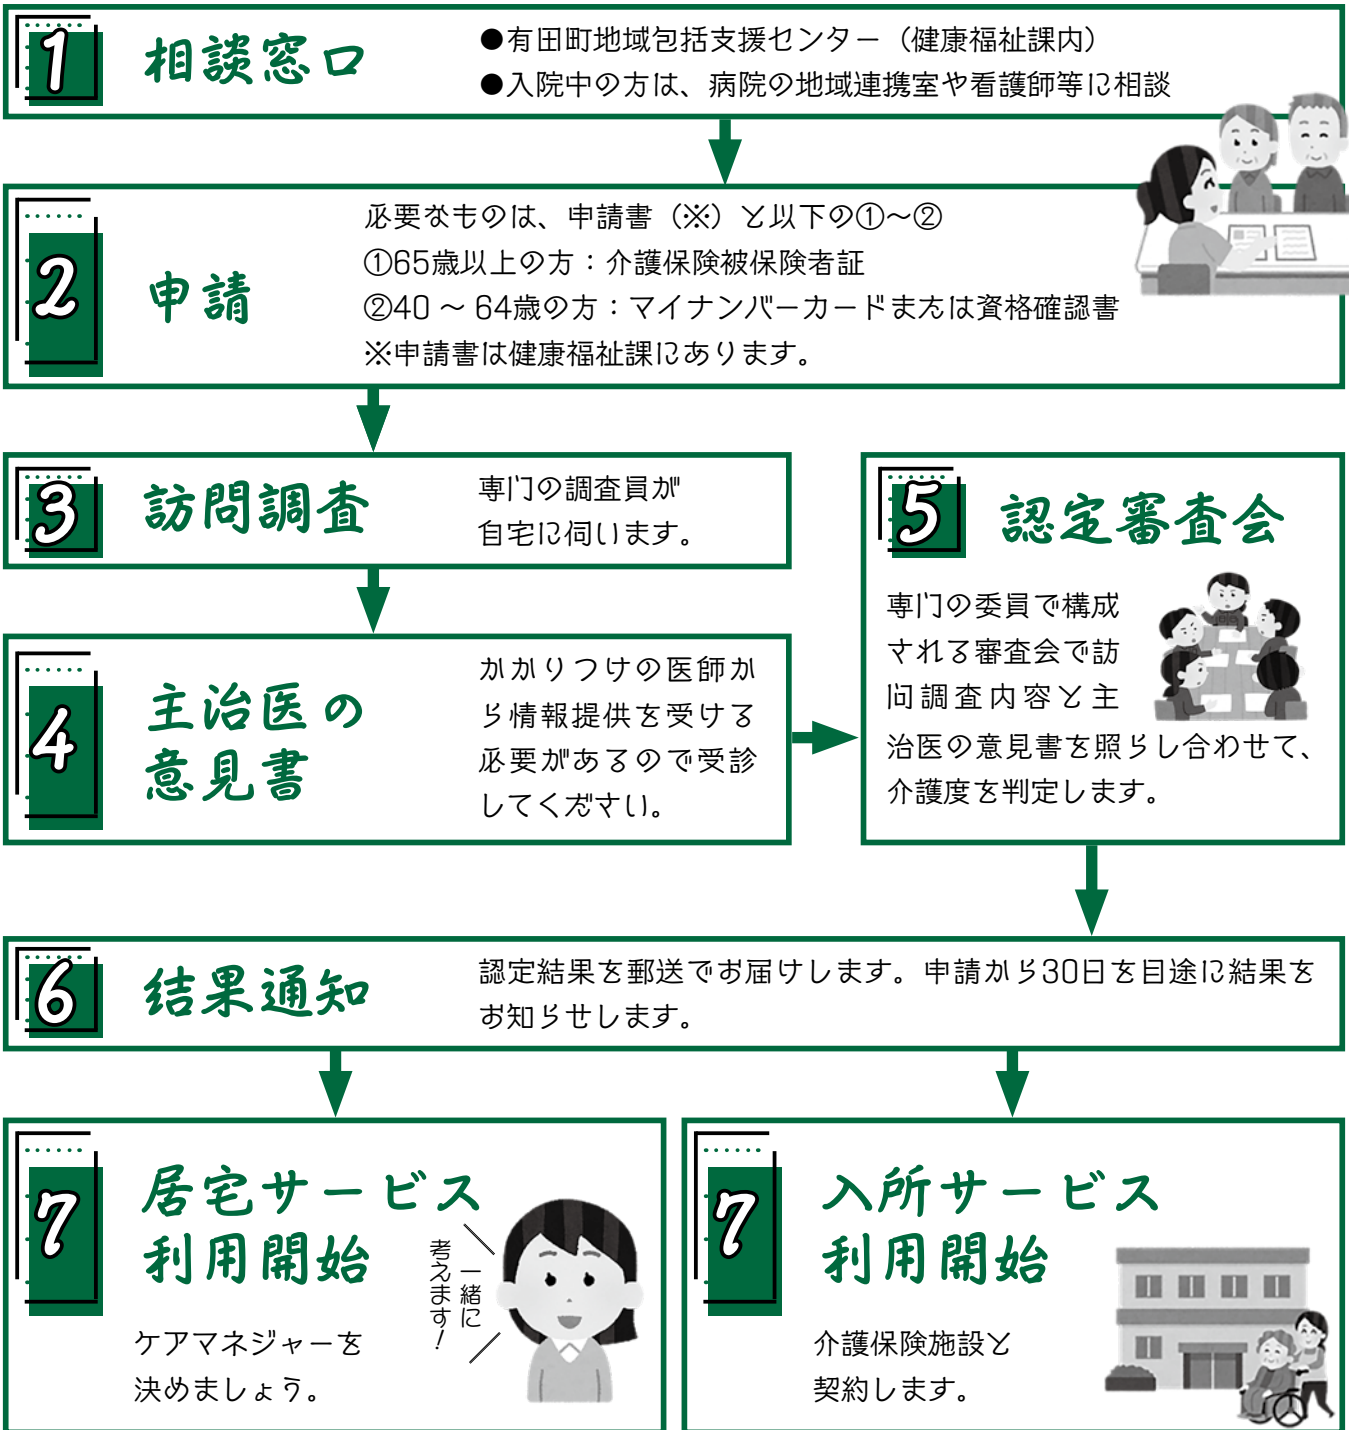 1 相談窓口
●有田町地域包括支援センター（健康福祉課内）
●入院中の方は、病院の地域連携室や看護師等に相談
2 申請
必要なものは、申請書（※）と以下の①～②
①65歳以上の方：介護保険被保険者証
②40 ～ 64歳の方：マイナンバーカードまたは資格確認書
※申請書は健康福祉課にあります。
3 訪問調査
専門の調査員が
自宅に伺います。
4 主治医の
意見書
かかりつけの医師か
ら情報提供を受ける
必要があるので受診
してください。
5 認定審査会
専門の委員で構成
される審査会で訪
問調査内容と主
治医の意見書を照らし合わせて、
介護度を判定します。
6 結果通知
認定結果を郵送でお届けします。申請から30日を目途に結果を
お知らせします。
7 居宅サービス
利用開始
一緒に
考えます！
ケアマネジャーを
決めましょう。
7 入所サービス
利用開始
介護保険施設と
契約します。